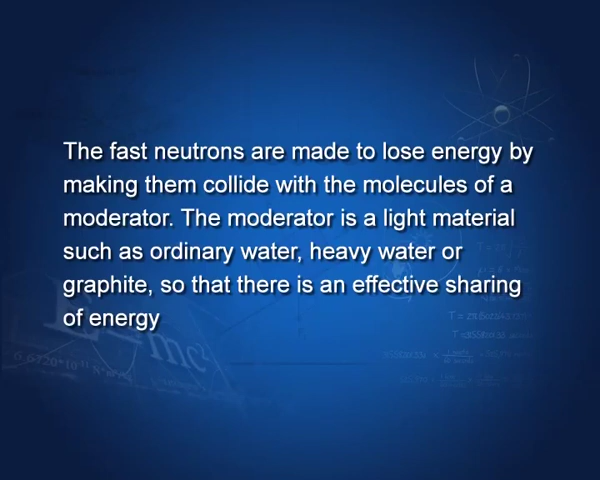 The fast neutrons are made to lose energy by
making them collide with the molecules of a
moderator. The moderator is a light material
such as ordinary water, heavy water or
graphite, so that there is an effective sharing
of energy